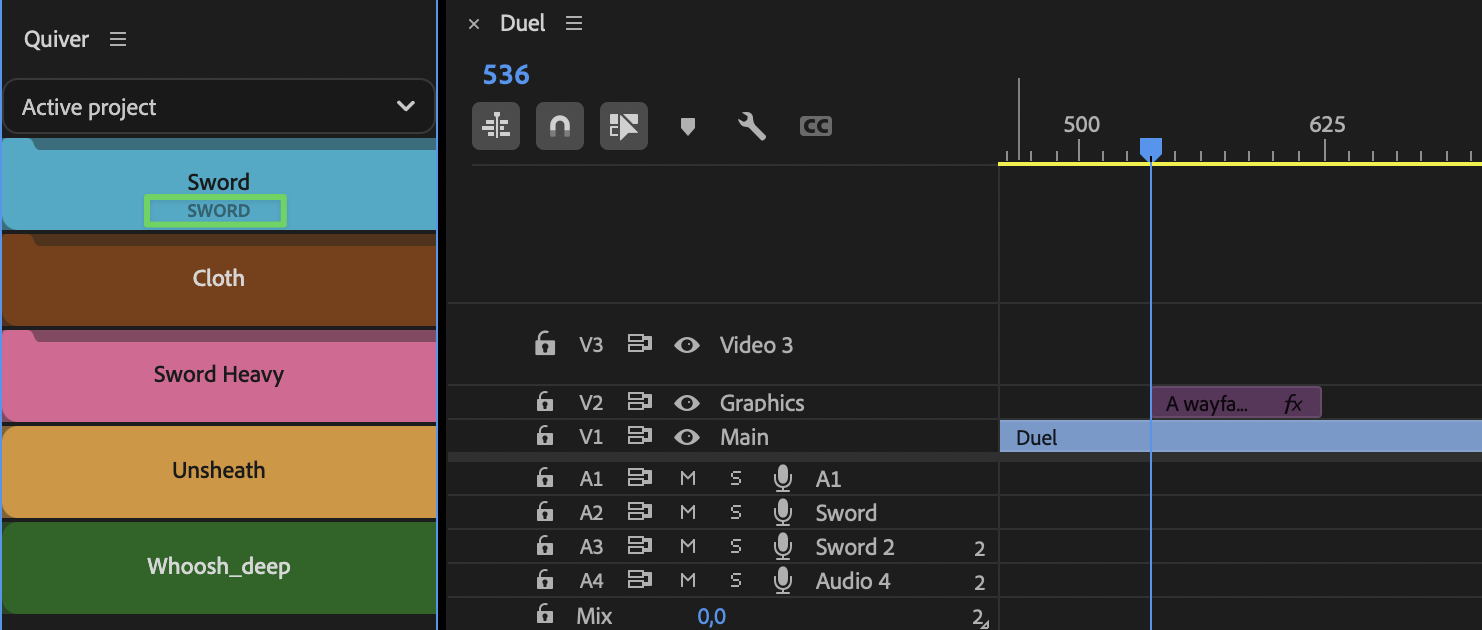 Quiver
Active project
Sword
SWORD
Cloth
Sword Heavy
Unsheath
Whoosh_deep
Duel
536
CC
500 625
V3 Video 3
V2 Graphics A wayfa... fx
V1 Main Duel
A1 M S A1
A2 M S Sword
A3 M S Sword 2 2
A4 M S Audio 4 2
Mix 0,0 2